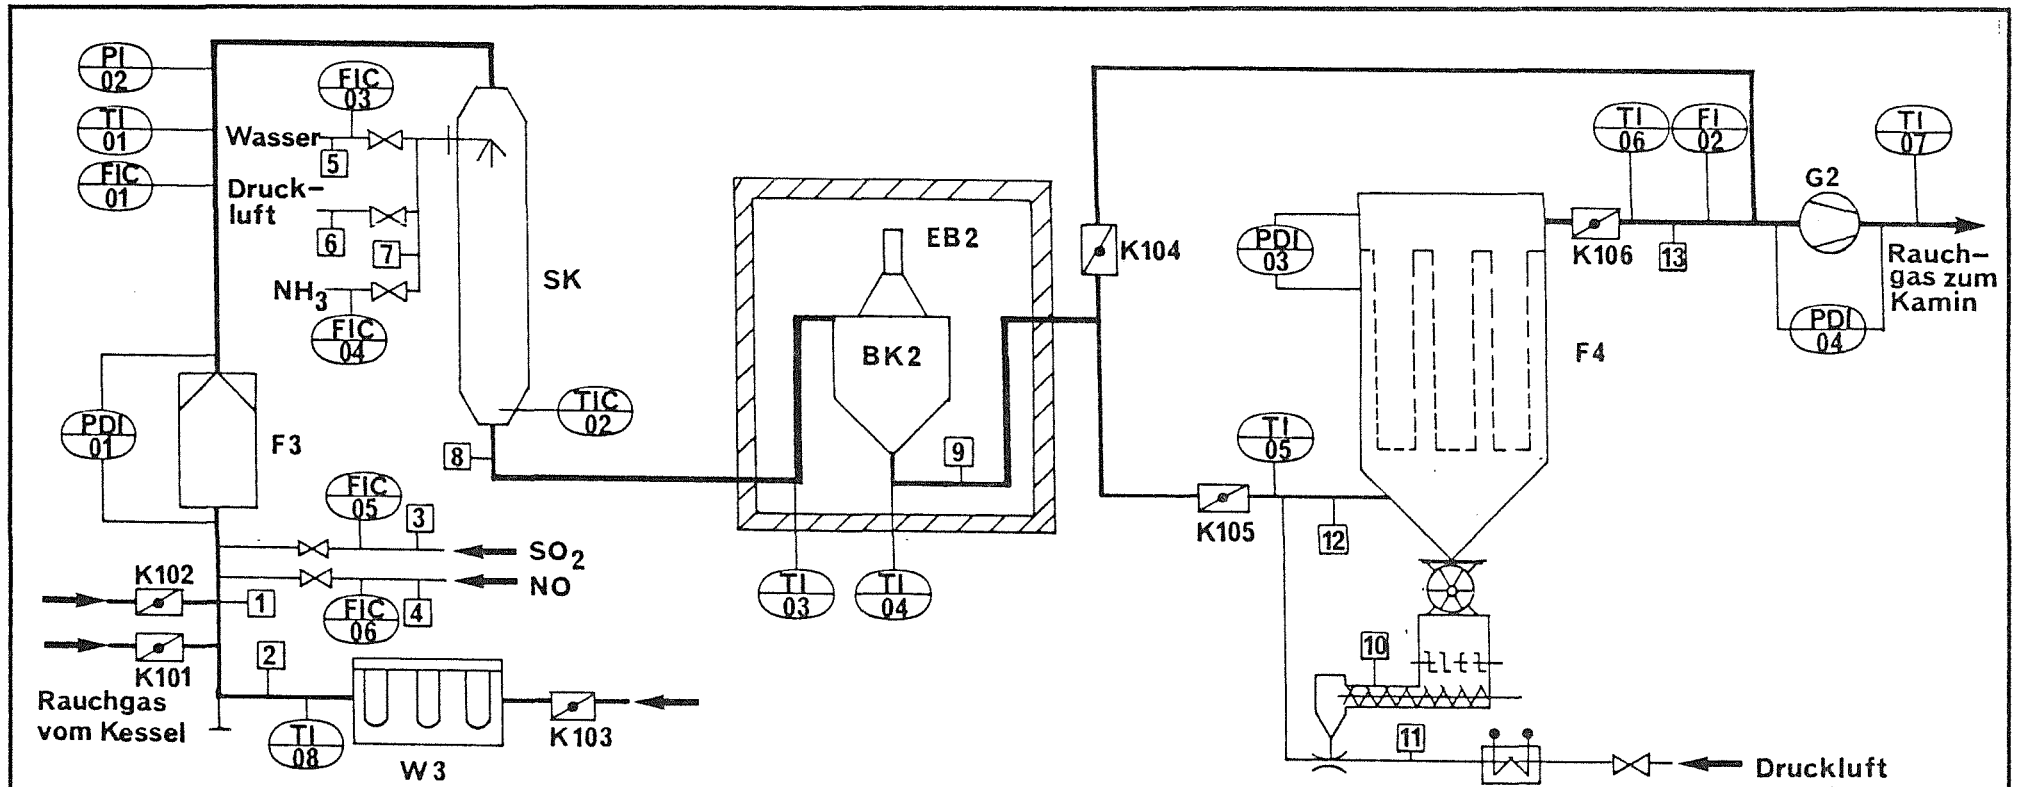 PI
02
TI
01
FIC
01
FIC
03
Wasser
5
Druck-
luft
6
7
NH3
FIC
04
SK
PDI
01
F3
TIC
02
8
FIC
05
3
SO2
NO
K102
1
FIC
06
4
K101
2
Rauchgas
vom Kessel
TI
08
W3
K103
EB2
BK2
9
TI
03
TI
04
K104
PDI
03
TI
06
FI
02
TI
07
G2
K106
13
Rauch-
gas zum
Kamin
PDI
04
F4
TI
05
K105
12
10
11
Druckluft